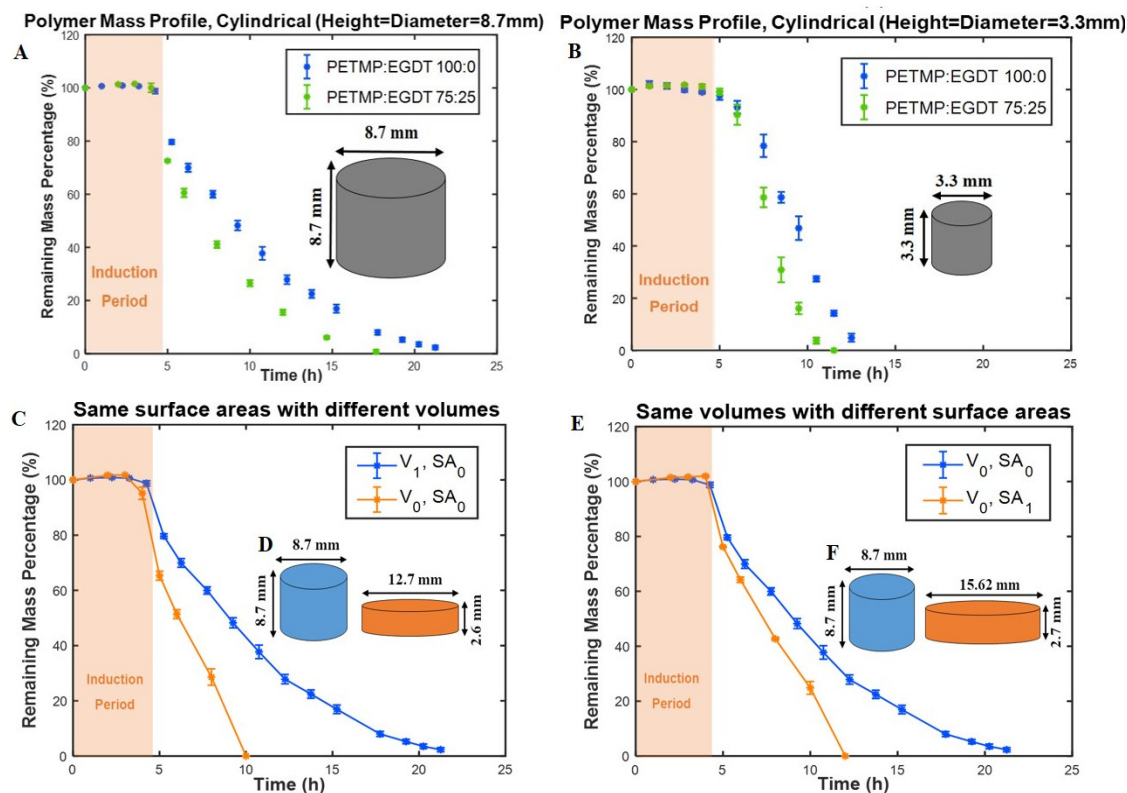 Polymer Mass Profile, Cylindrical (Height=Diameter=8.7mm)
A
Remaining Mass Percentage (%)
120
100
80
60
40
20
0
PETMP:EGDT 100:0
PETMP:EGDT 75:25
8.7 mm
8.7 mm
Induction
Period
0 5 10 15 20 25
Time (h)
Polymer Mass Profile, Cylindrical (Height=Diameter=3.3mm)
B
Remaining Mass Percentage (%)
120
100
80
60
40
20
0
PETMP:EGDT 100:0
PETMP:EGDT 75:25
3.3 mm
3.3 mm
Induction
Period
0 5 10 15 20 25
Time (h)
C
Same surface areas with different volumes
Remaining Mass Percentage (%)
120
100
80
60
40
20
0
V1, SA0
V0, SA0
D
8.7 mm
8.7 mm
12.7 mm
2.6 mm
Induction
Period
0 5 10 15 20 25
Time (h)
E
Same volumes with different surface areas
Remaining Mass Percentage (%)
120
100
80
60
40
20
0
V0, SA0
V0, SA1
F
8.7 mm
8.7 mm
15.62 mm
2.7 mm
Induction
Period
0 5 10 15 20 25
Time (h)